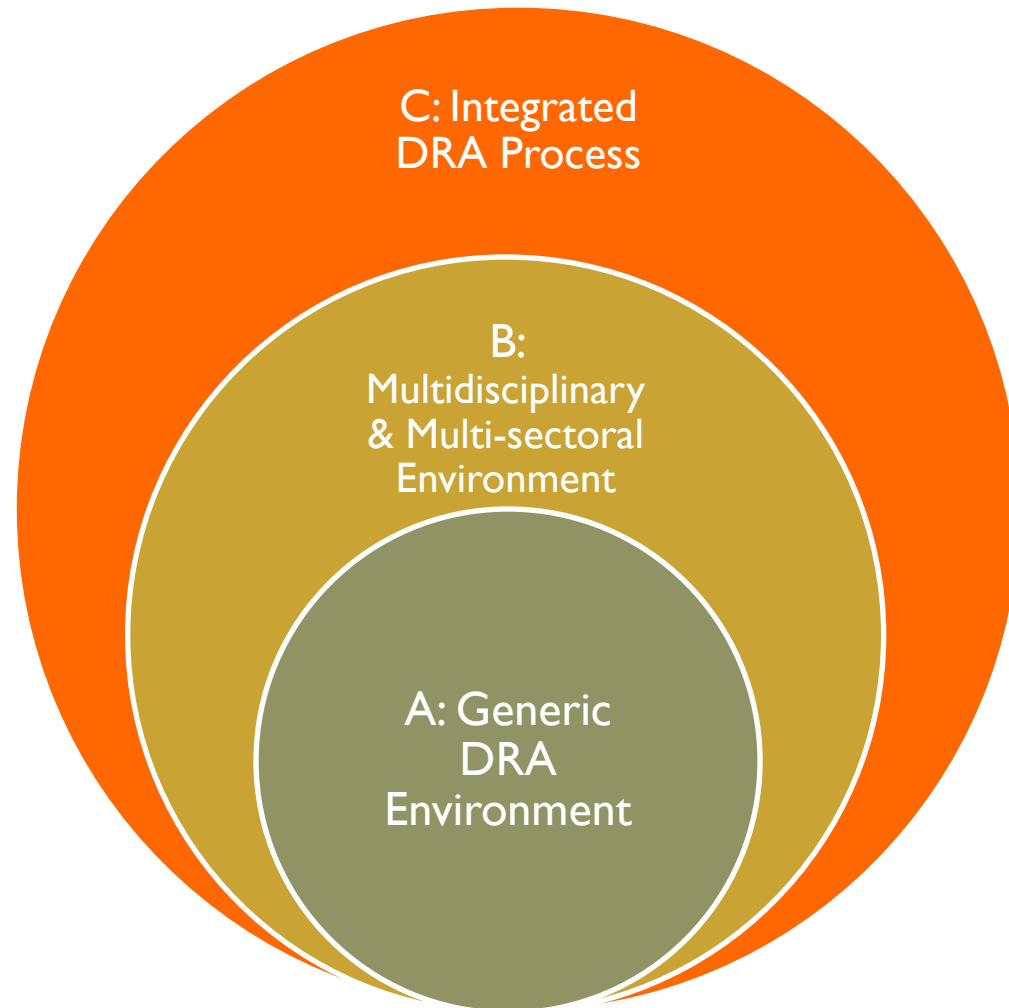 C: Integrated
DRA Process
B:
Multidisciplinary
& Multi-sectoral
Environment
A: Generic
DRA
Environment